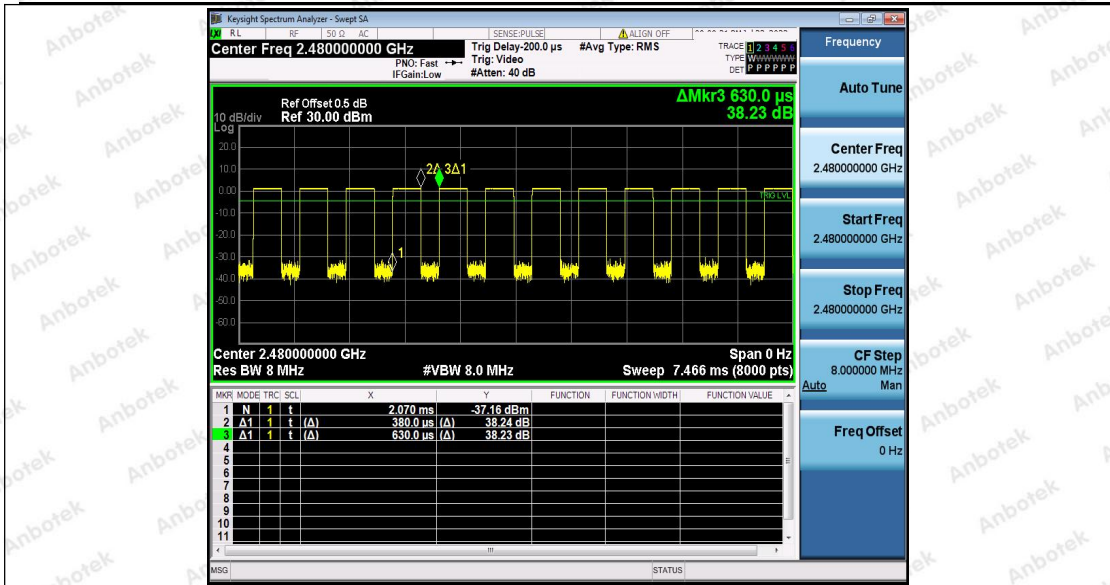 Keysight Spectrum Analyzer - Swept SA
LXI RL RF 50 Ω AC SENSE:PULSE ALIGN OFF
Center Freq 2.480000000 GHz
PNO: Fast
IFGain:Low
Trig Delay-200.0 µs
Trig: Video
#Atten: 40 dB
#Avg Type: RMS
TRACE 1 2 3 4 5 6
TYPE WWWWWW
DET P P P P P P
ΔMkr3 630.0 µs
38.23 dB
Ref Offset 0.5 dB
10 dB/div Ref 30.00 dBm
Log
20.0
10.0
0.00
-10.0
-20.0
-30.0
-40.0
-50.0
-60.0
2Δ 3Δ1
TRIG LVL
1
Center 2.480000000 GHz Span 0 Hz
Res BW 8 MHz #VBW 8.0 MHz Sweep 7.466 ms (8000 pts)
MKR MODE TRC SCL X Y FUNCTION FUNCTION WIDTH FUNCTION VALUE
1 N 1 t 2.070 ms -37.16 dBm
2 Δ1 1 t (Δ) 380.0 µs (Δ) 38.24 dB
3 Δ1 1 t (Δ) 630.0 µs (Δ) 38.23 dB
4
5
6
7
8
9
10
11
MSG STATUS
Frequency
Auto Tune
Center Freq
2.480000000 GHz
Start Freq
2.480000000 GHz
Stop Freq
2.480000000 GHz
CF Step
8.000000 MHz
Auto Man
Freq Offset
0 Hz
Anbotek